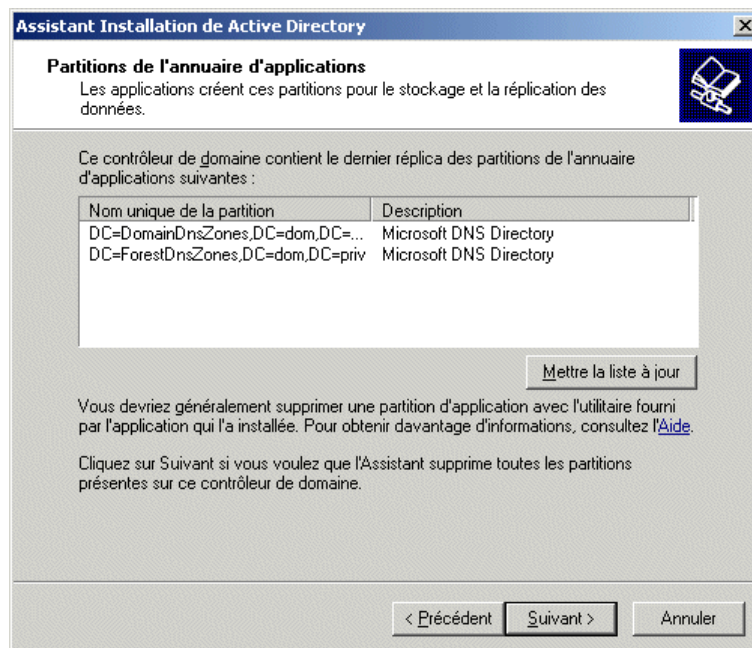 Assistant Installation de Active Directory
Partitions de l'annuaire d'applications
Les applications créent ces partitions pour le stockage et la réplication des
données.
Ce contrôleur de domaine contient le dernier réplica des partitions de l'annuaire
d'applications suivantes :
Nom unique de la partition Description
DC=DomainDnsZones,DC=dom,DC=... Microsoft DNS Directory
DC=ForestDnsZones,DC=dom,DC=priv Microsoft DNS Directory
Mettre la liste à jour
Vous devriez généralement supprimer une partition d'application avec l'utilitaire fourni
par l'application qui l'a installée. Pour obtenir davantage d'informations, consultez l'Aide.
Cliquez sur Suivant si vous voulez que l'Assistant supprime toutes les partitions
présentes sur ce contrôleur de domaine.
< Précédent Suivant > Annuler